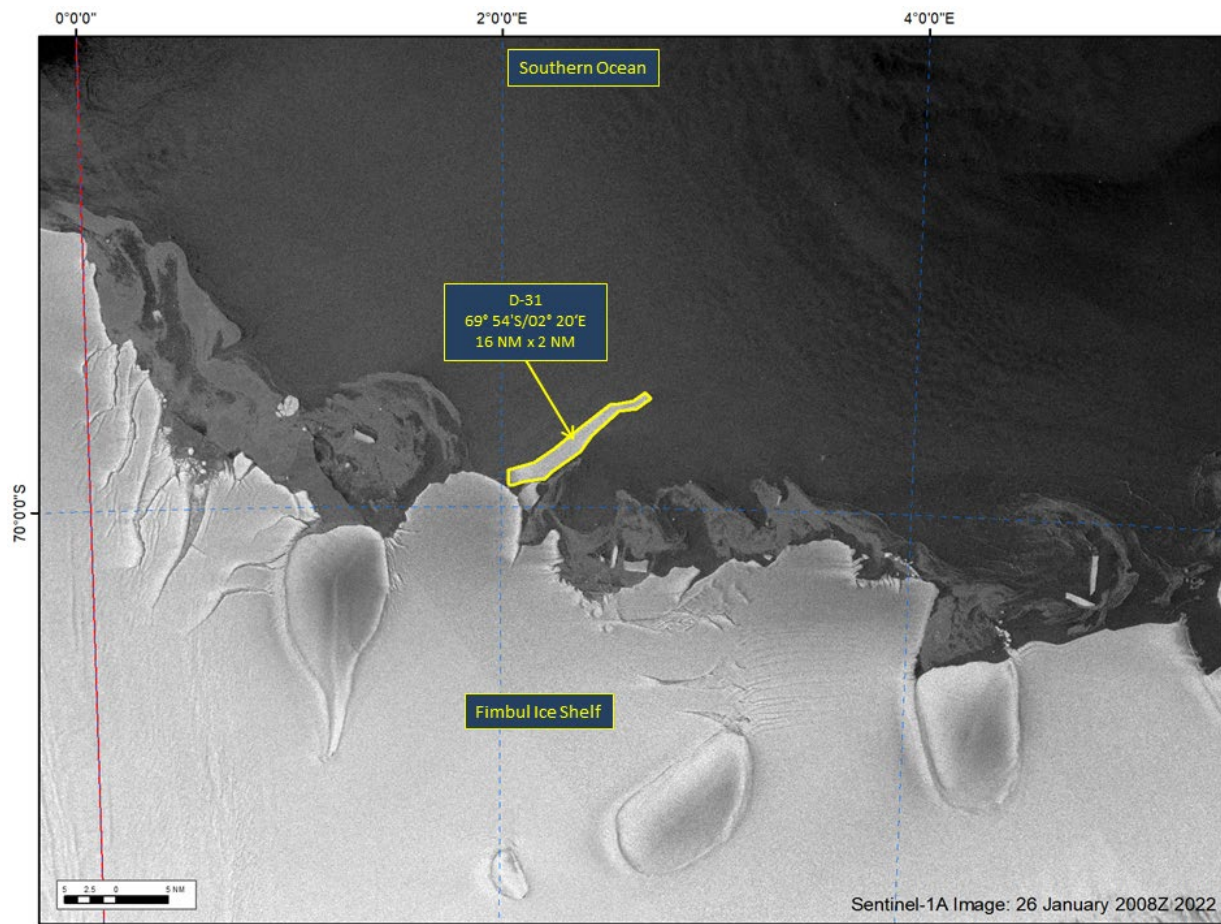 0°0'0"
2°0'0"E
4°0'0"E
Southern Ocean
D-31
69° 54'S/02° 20'E
16 NM x 2 NM
70°0'0"S
Fimbul Ice Shelf
5 2.5 0 5 NM
Sentinel-1A Image: 26 January 2008Z 2022